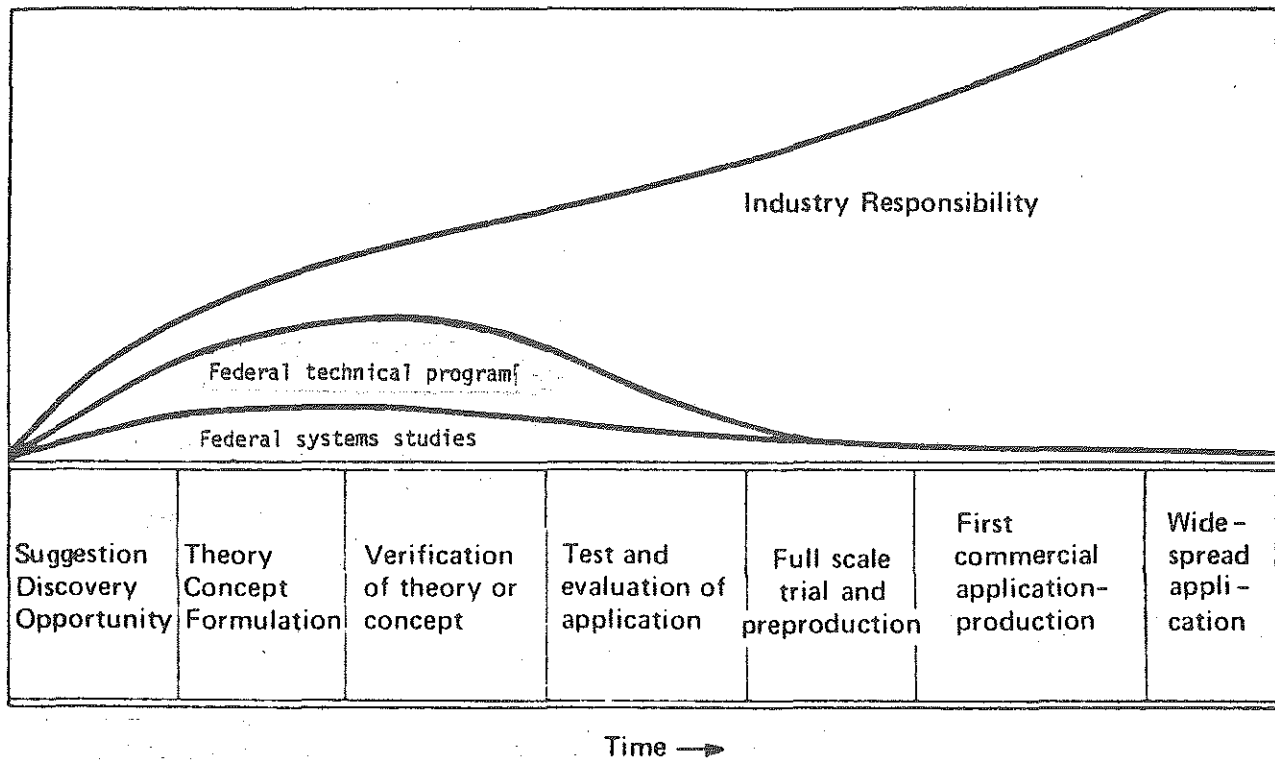 Industry Responsibility
Federal technical program
Federal systems studies
Suggestion
Discovery
Opportunity
Theory
Concept
Formulation
Verification
of theory or
concept
Test and
evaluation of
application
Full scale
trial and
preproduction
First
commercial
application-
production
Wide-
spread
appli-
cation
Time →